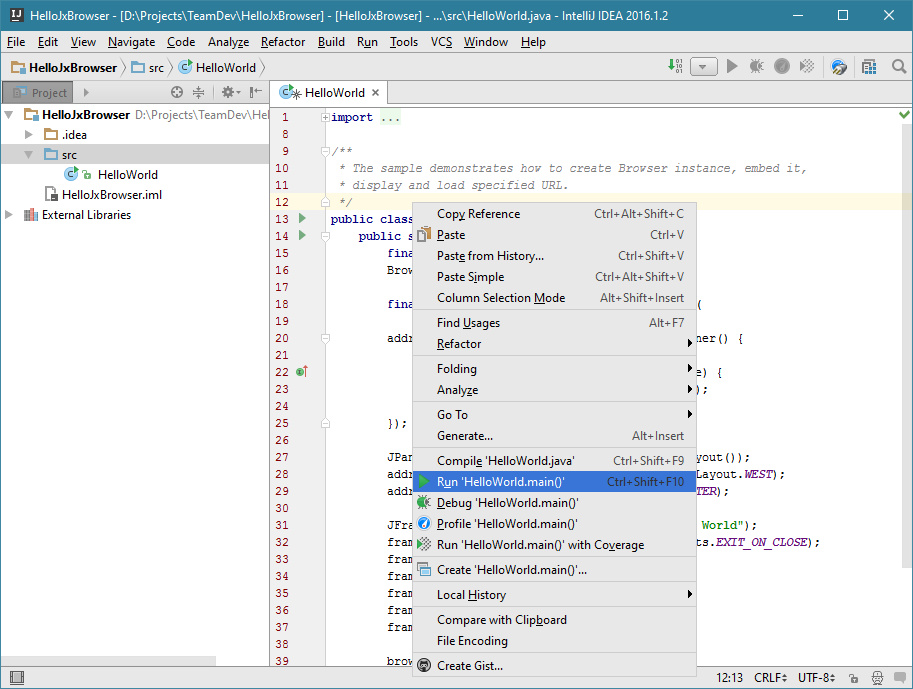 HelloJxBrowser - [D:\Projects\TeamDev\HelloJxBrowser] - [HelloJxBrowser] - ...\src\HelloWorld.java - IntelliJ IDEA 2016.1.2
File Edit View Navigate Code Analyze Refactor Build Run Tools VCS Window Help
HelloJxBrowser src HelloWorld
Project
HelloWorld
HelloJxBrowser D:\Projects\TeamDev\Hel
.idea
src
HelloWorld
HelloJxBrowser.iml
External Libraries
1 import ...
8
9 /**
10 * The sample demonstrates how to create Browser instance, embed it,
11 * display and load specified URL.
12 */
13 public class
14 public s
15 fina
16 Brow
17
18 fina (
19
20 addr ner() {
21
22 e) {
23 );
24
25 });
26
27 JPan yout());
28 addr Layout.WEST);
29 addr TER);
30
31 JFra World");
32 fram ts.EXIT_ON_CLOSE);
33 fram
34 fram
35 fram
36 fram
37 fram
38
39 brow
Copy Reference Ctrl+Alt+Shift+C
Paste Ctrl+V
Paste from History... Ctrl+Shift+V
Paste Simple Ctrl+Alt+Shift+V
Column Selection Mode Alt+Shift+Insert
Find Usages Alt+F7
Refactor
Folding
Analyze
Go To
Generate... Alt+Insert
Compile 'HelloWorld.java' Ctrl+Shift+F9
Run 'HelloWorld.main()' Ctrl+Shift+F10
Debug 'HelloWorld.main()'
Profile 'HelloWorld.main()'
Run 'HelloWorld.main()' with Coverage
Create 'HelloWorld.main()'...
Local History
Compare with Clipboard
File Encoding
Create Gist...
12:13 CRLF UTF-8